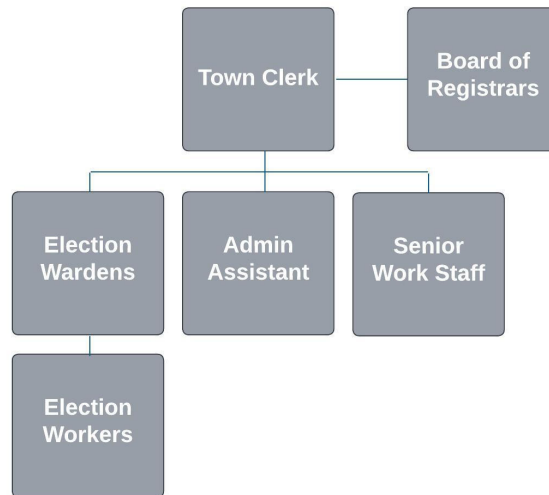 Town Clerk
Board of
Registrars
Election
Wardens
Admin
Assistant
Senior
Work Staff
Election
Workers